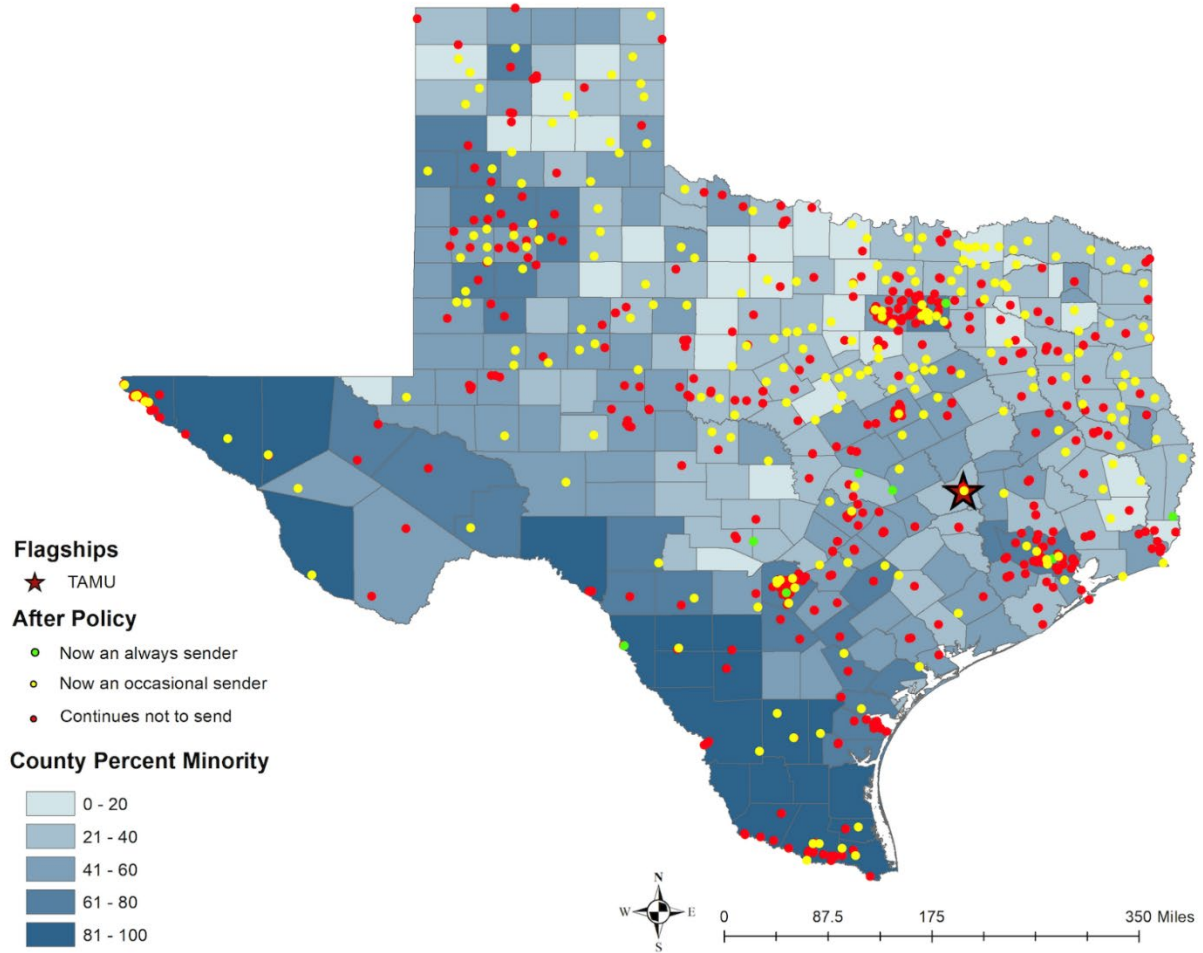 Flagships
TAMU
After Policy
Now an always sender
Now an occasional sender
Continues not to send
County Percent Minority
0 - 20
21 - 40
41 - 60
61 - 80
81 - 100
N
W E
S
0 87.5 175 350 Miles